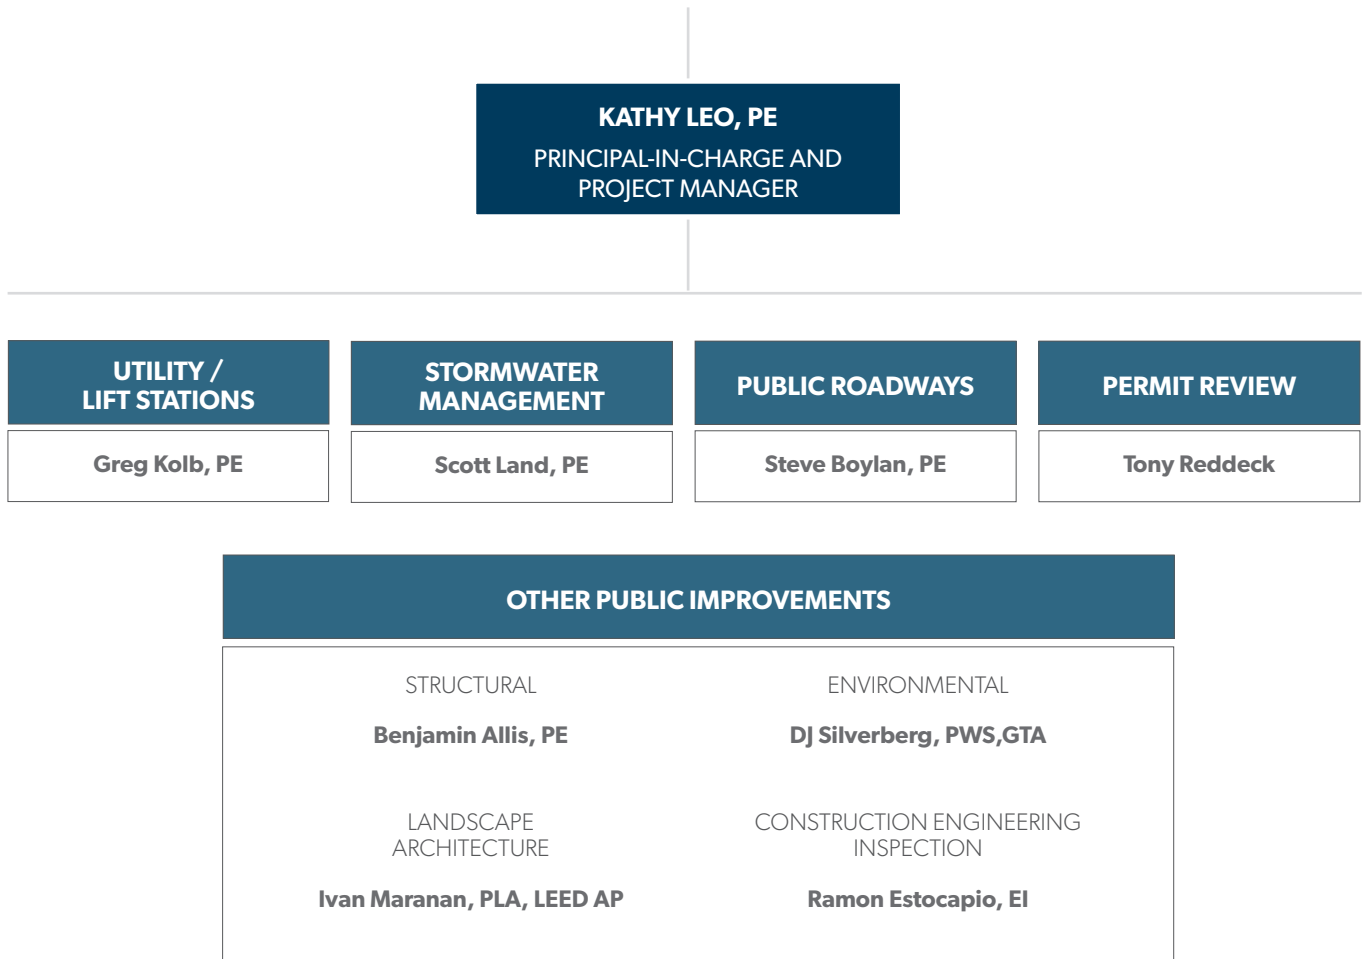 KATHY LEO, PE
PRINCIPAL-IN-CHARGE AND
PROJECT MANAGER
UTILITY /
LIFT STATIONS
Greg Kolb, PE
STORMWATER
MANAGEMENT
Scott Land, PE
PUBLIC ROADWAYS
Steve Boylan, PE
PERMIT REVIEW
Tony Reddeck
OTHER PUBLIC IMPROVEMENTS
STRUCTURAL
Benjamin Allis, PE
ENVIRONMENTAL
DJ Silverberg, PWS,GTA
LANDSCAPE
ARCHITECTURE
Ivan Maranan, PLA, LEED AP
CONSTRUCTION ENGINEERING
INSPECTION
Ramon Estocapio, EI